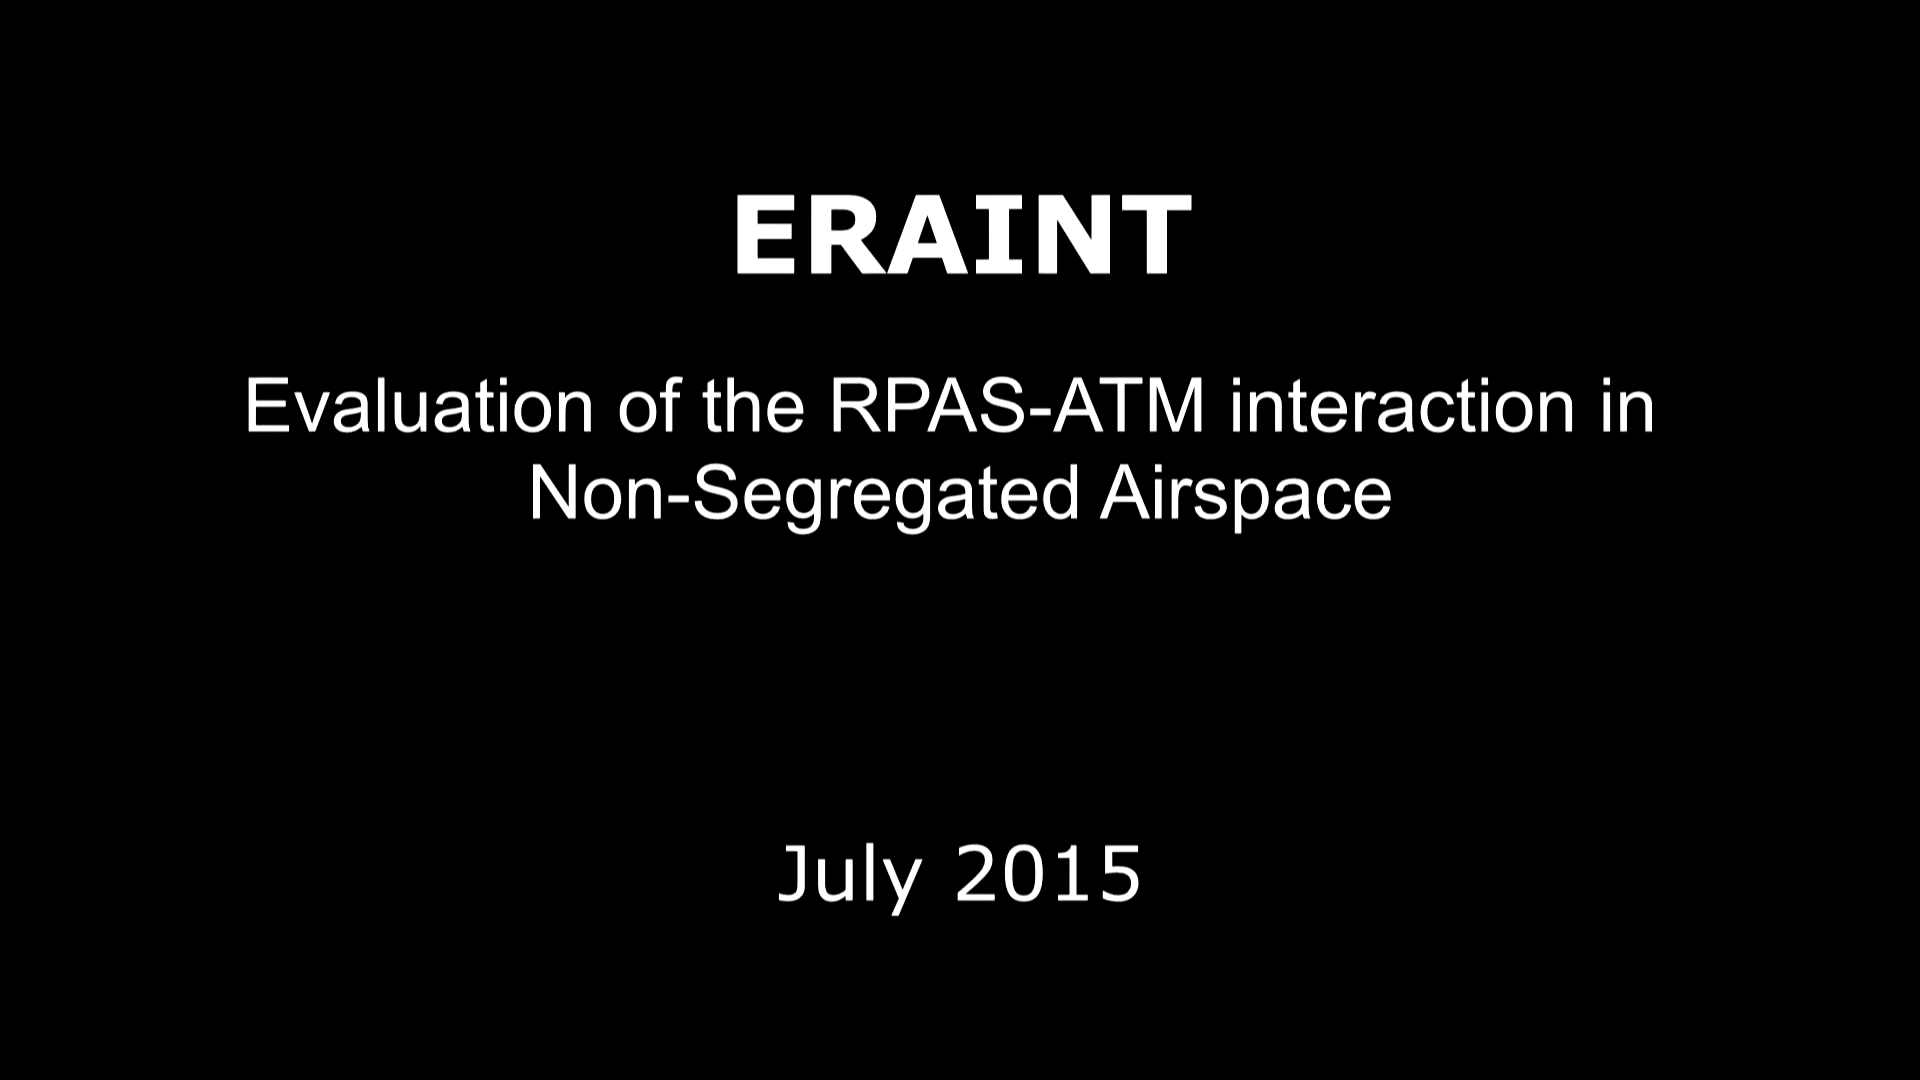 ERAINT
Evaluation of the RPAS-ATM interaction in
Non-Segregated Airspace
July 2015